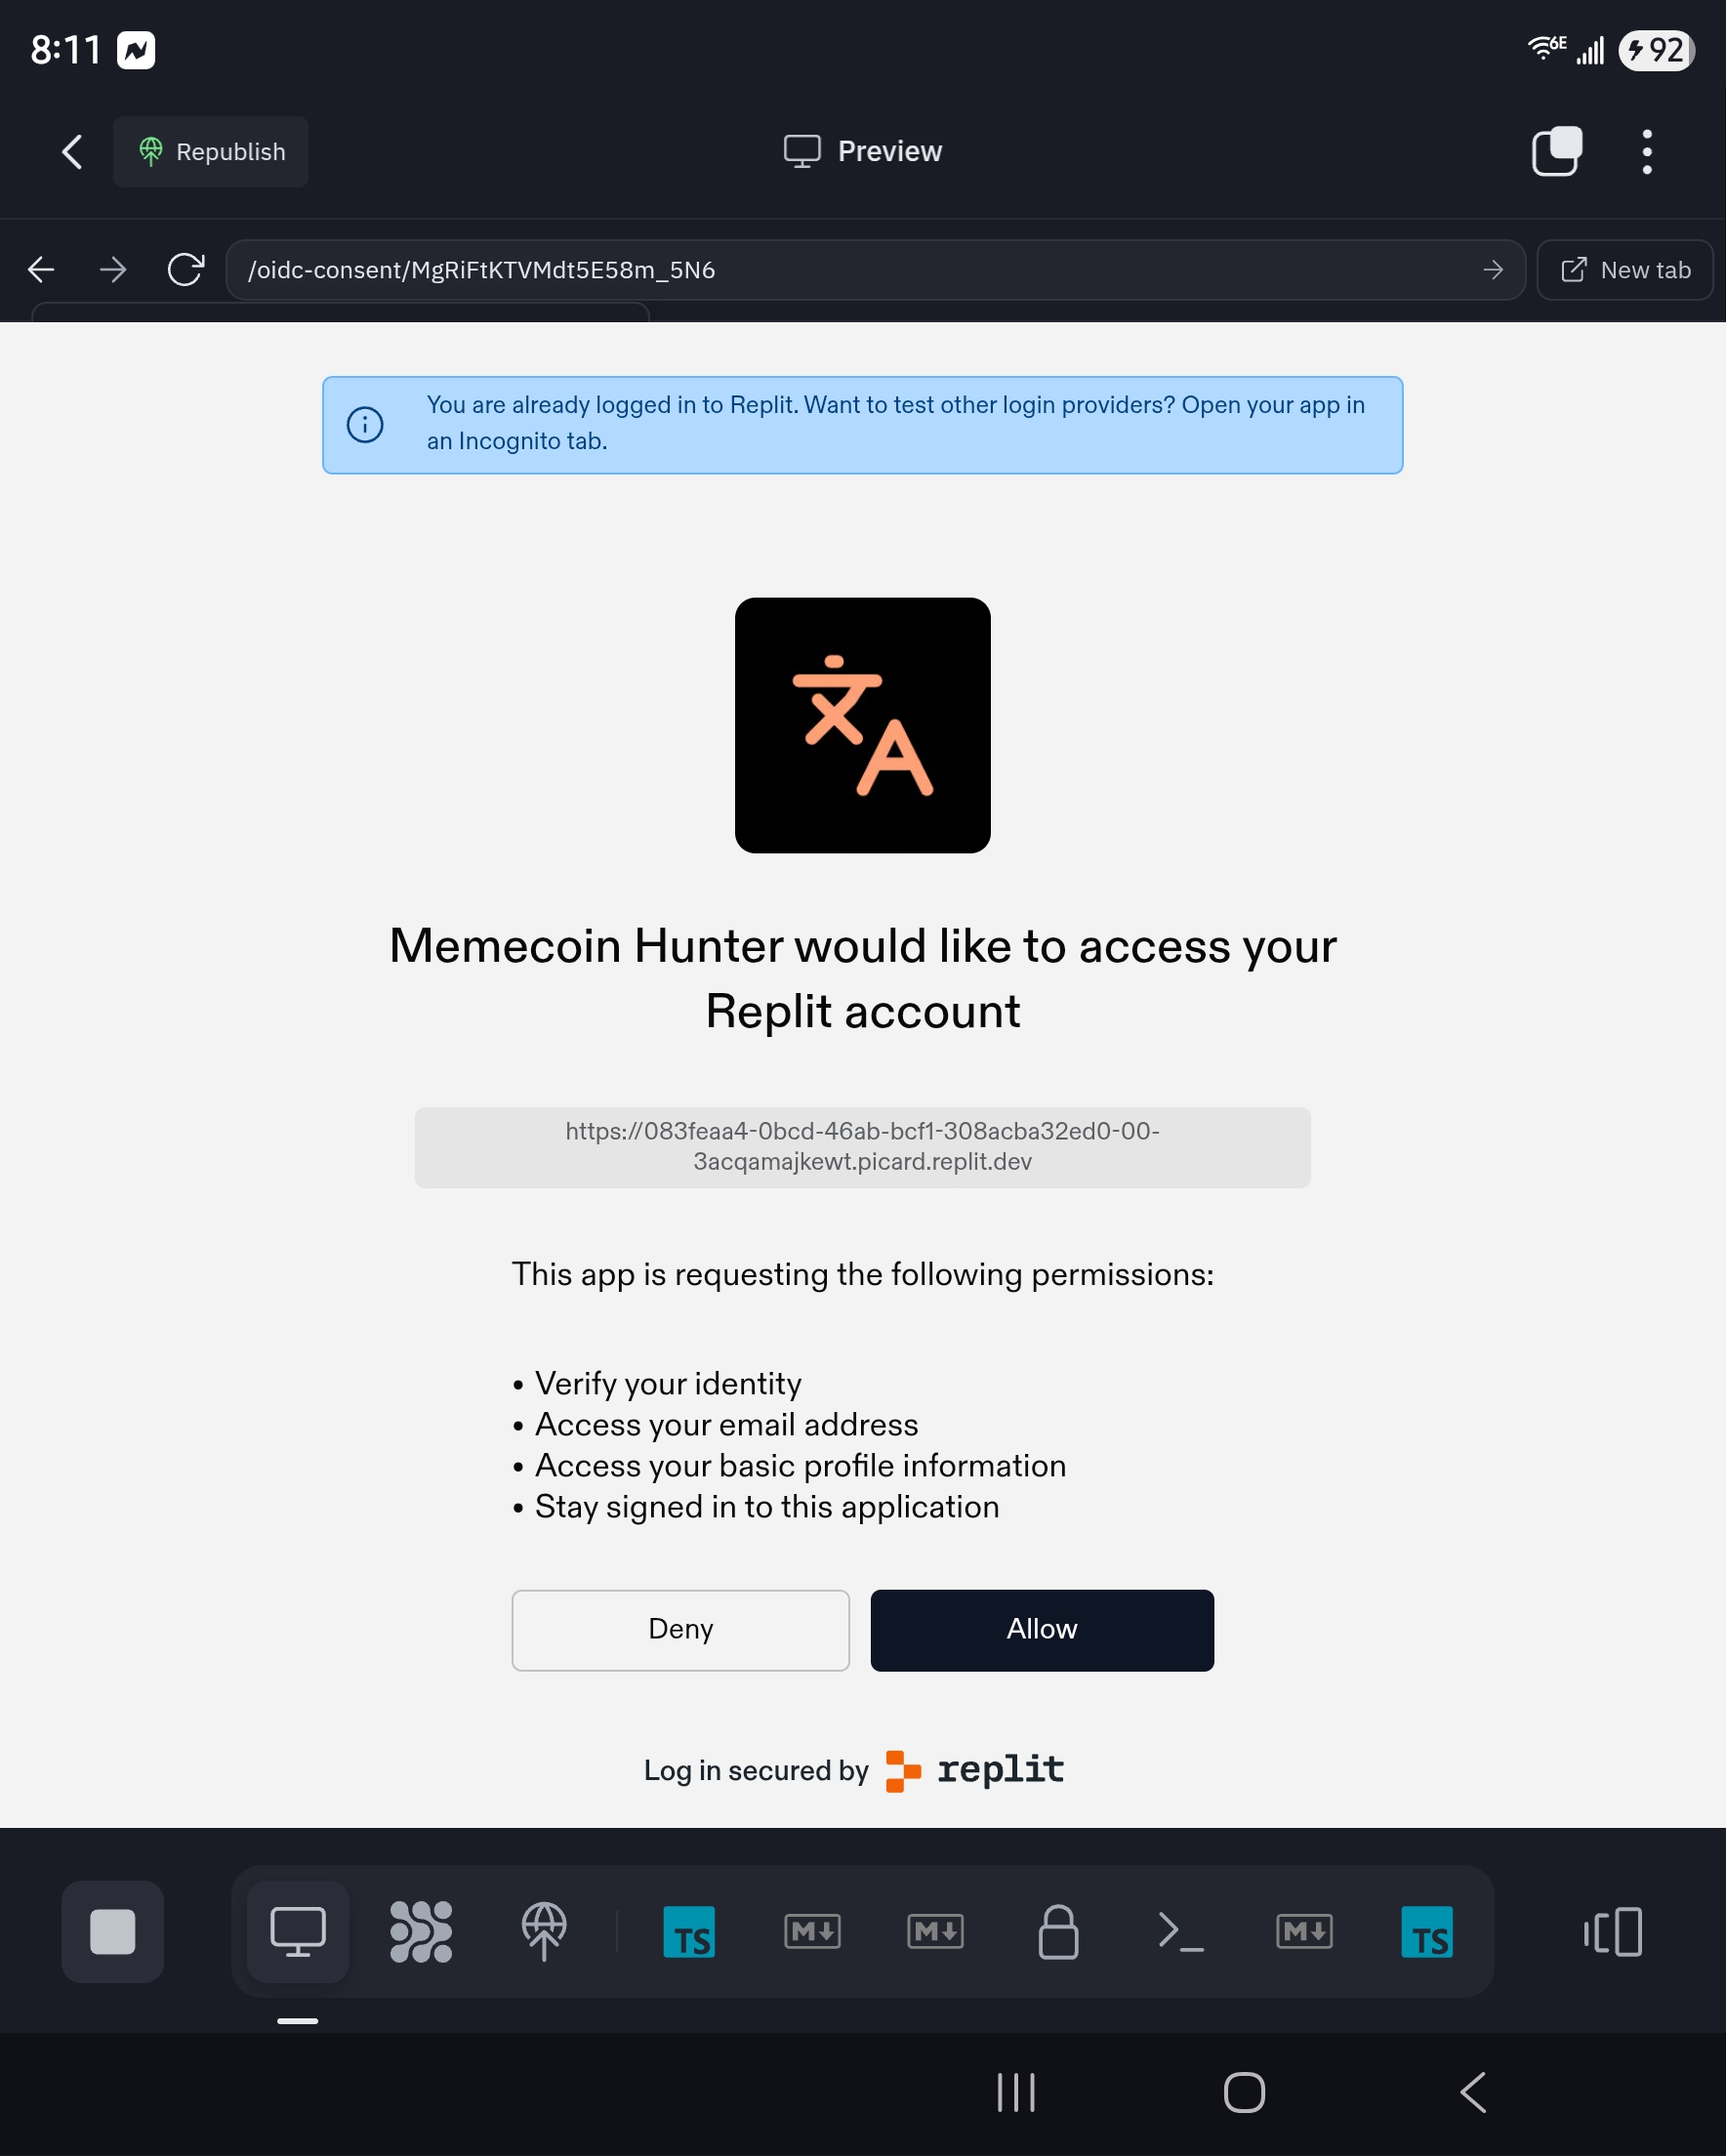 8:11
6E
92
Republish
Preview
/oidc-consent/MgRiFtKTVMdt5E58m_5N6
New tab
You are already logged in to Replit. Want to test other login providers? Open your app in
an Incognito tab.
文A
Memecoin Hunter would like to access your
Replit account
https://083feaa4-0bcd-46ab-bcf1-308acba32ed0-00-
3acqamajkewt.picard.replit.dev
This app is requesting the following permissions:
• Verify your identity
• Access your email address
• Access your basic profile information
• Stay signed in to this application
Deny
Allow
Log in secured by replit
TS
M
M
M
TS